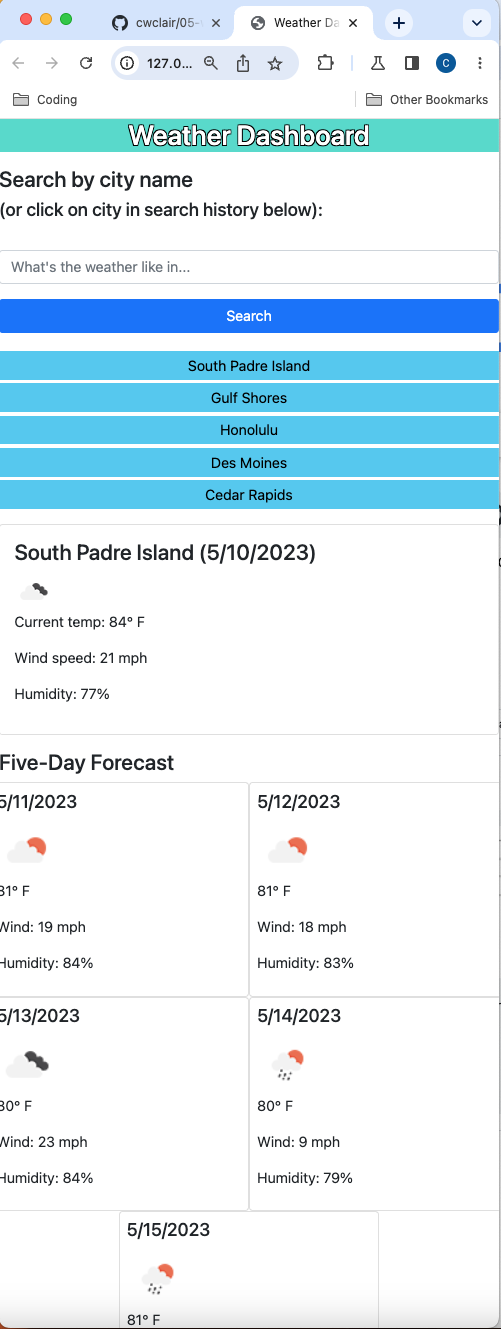 cwclair/05-
Weather Da
127.0...
C
Coding
Other Bookmarks
Weather Dashboard
Search by city name
(or click on city in search history below):
What's the weather like in...
Search
South Padre Island
Gulf Shores
Honolulu
Des Moines
Cedar Rapids
South Padre Island (5/10/2023)
Current temp: 84° F
Wind speed: 21 mph
Humidity: 77%
Five-Day Forecast
5/11/2023
81° F
Wind: 19 mph
Humidity: 84%
5/12/2023
81° F
Wind: 18 mph
Humidity: 83%
5/13/2023
80° F
Wind: 23 mph
Humidity: 84%
5/14/2023
80° F
Wind: 9 mph
Humidity: 79%
5/15/2023
81° F